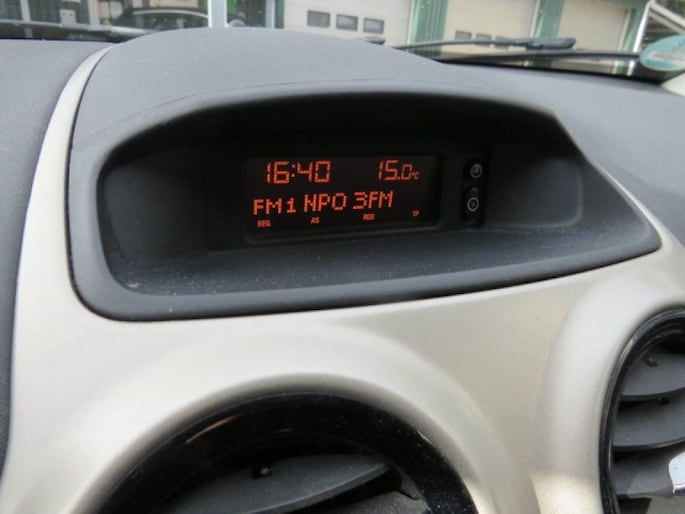 16:40 15.0°C
FM1 NPO 3FM
REG AS RDS TP